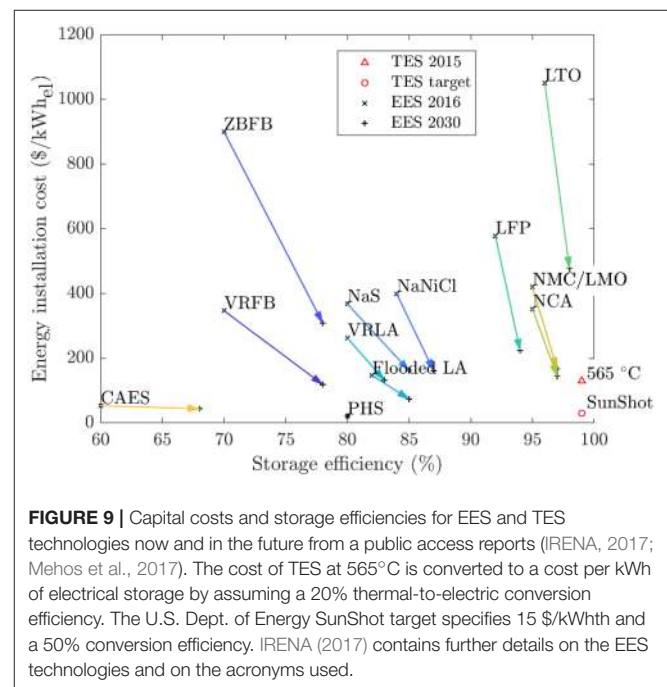 1200
1000
800
600
400
200
0
Energy installation cost ($/kWh_el)
TES 2015
TES target
EES 2016
EES 2030
LTO
ZBFB
LFP
VRFB
NaS
NaNiCl
NMC/LMO
NCA
VRLA
Flooded LA
565 °C
CAES
PHS
SunShot
60 65 70 75 80 85 90 95 100
Storage efficiency (%)
FIGURE 9 | Capital costs and storage efficiencies for EES and TES
technologies now and in the future from a public access reports (IRENA, 2017;
Mehos et al., 2017). The cost of TES at 565°C is converted to a cost per kWh
of electrical storage by assuming a 20% thermal-to-electric conversion
efficiency. The U.S. Dept. of Energy SunShot target specifies 15 $/kWhth and
a 50% conversion efficiency. IRENA (2017) contains further details on the EES
technologies and on the acronyms used.